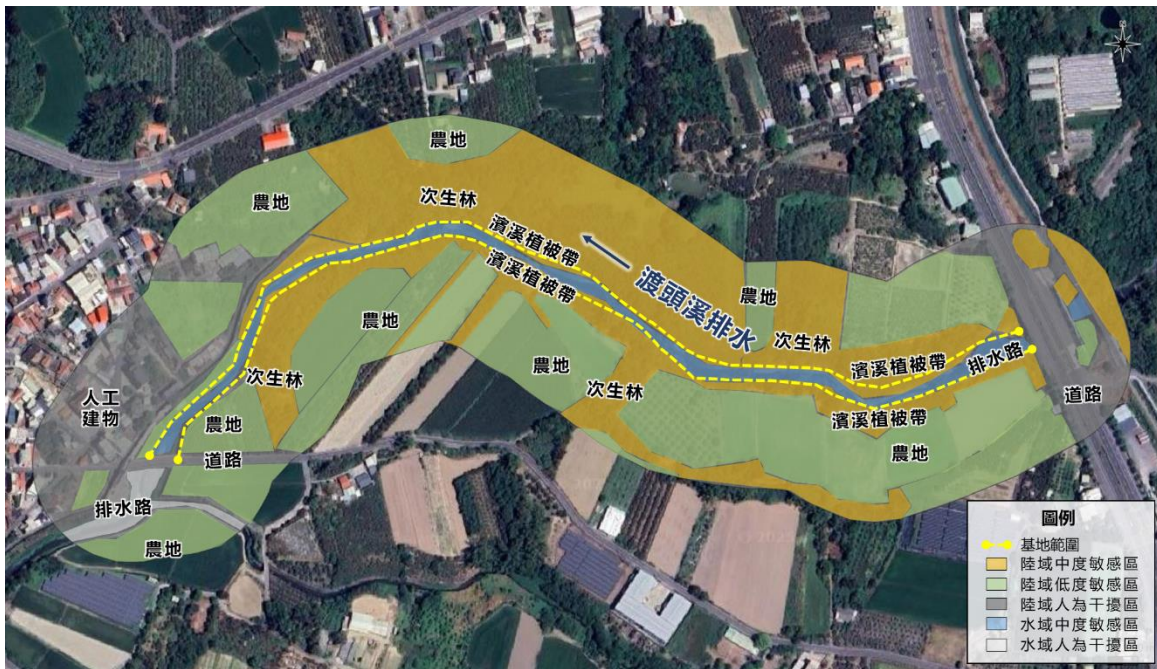 農地
農地
次生林
濱溪植被帶
濱溪植被帶
渡頭溪排水
農地
次生林
濱溪植被帶
排水路
農地
農地
次生林
次生林
濱溪植被帶
道路
人工
建物
農地
農地
道路
排水路
農地
圖例
基地範圍
陸域中度敏感區
陸域低度敏感區
陸域人為干擾區
水域中度敏感區
水域人為干擾區